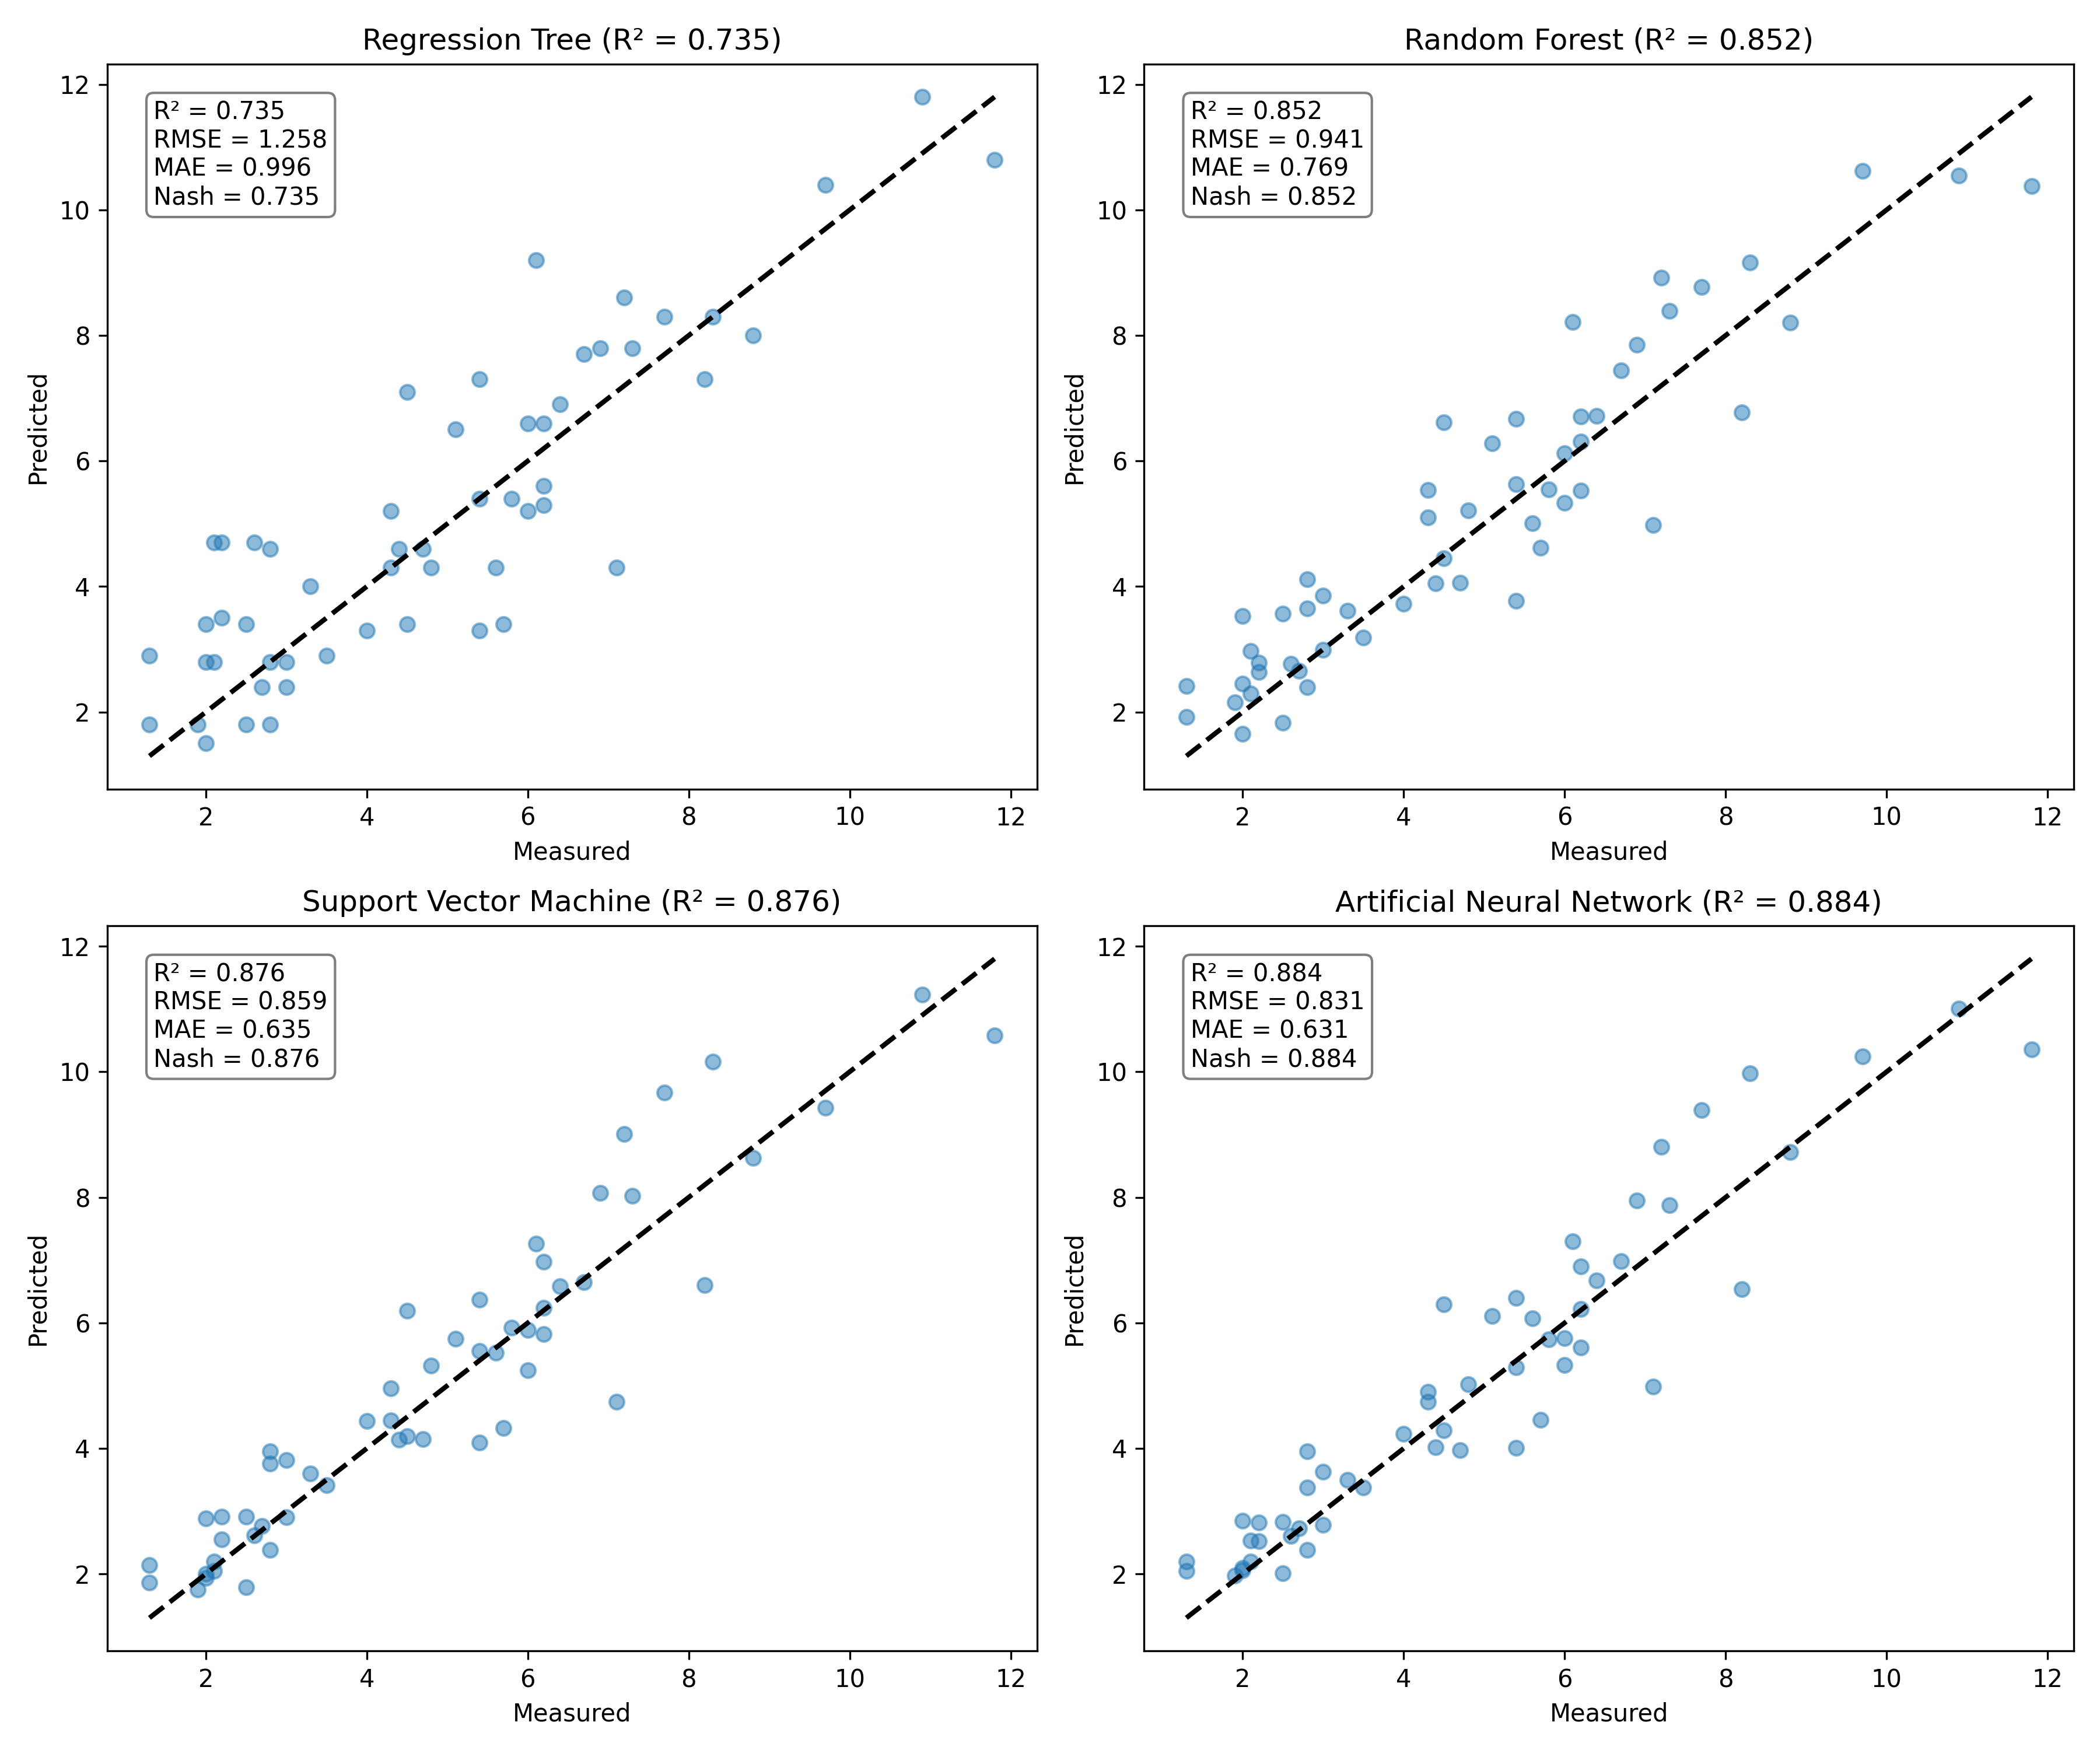 Regression Tree (R² = 0.735)
12
10
8
6
4
2
Predicted
R² = 0.735
RMSE = 1.258
MAE = 0.996
Nash = 0.735
2 4 6 8 10 12
Measured
Random Forest (R² = 0.852)
12
10
8
6
4
2
Predicted
R² = 0.852
RMSE = 0.941
MAE = 0.769
Nash = 0.852
2 4 6 8 10 12
Measured
Support Vector Machine (R² = 0.876)
12
10
8
6
4
2
Predicted
R² = 0.876
RMSE = 0.859
MAE = 0.635
Nash = 0.876
2 4 6 8 10 12
Measured
Artificial Neural Network (R² = 0.884)
12
10
8
6
4
2
Predicted
R² = 0.884
RMSE = 0.831
MAE = 0.631
Nash = 0.884
2 4 6 8 10 12
Measured